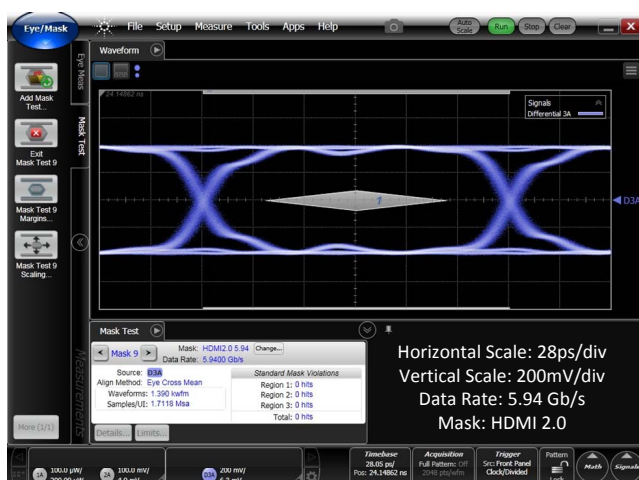 Eye/Mask
File Setup Measure Tools Apps Help
Auto Scale
Run Stop Clear
Waveform
Eye Meas
Mask Test
Add Mask
Test...
Exit
Mask Test 9
Mask Test 9
Margins...
Mask Test 9
Scaling...
More (1/1)
Measurements
24.14862 ns
Signals
Differential 3A
1
D3A
Mask Test
Mask 9
Mask: HDMI2.0 5.94 Change...
Data Rate: 5.9400 Gb/s
Source: D3A
Align Method: Eye Cross Mean
Waveforms: 1.390 kwfm
Samples/UI: 1.7118 Msa
Standard Mask Violations
Region 1: 0 hits
Region 2: 0 hits
Region 3: 0 hits
Total: 0 hits
Details... Limits...
Horizontal Scale: 28ps/div
Vertical Scale: 200mV/div
Data Rate: 5.94 Gb/s
Mask: HDMI 2.0
1A 100.0 µW/
2A 100.0 mV/
D3A 200 mV/
Timebase
28.05 ps/
Pos: 24.14862 ns
Acquisition
Full Pattern: Off
2048 pts/wfm
Trigger
Src: Front Panel
Clock/Divided
Pattern
Lock
Math
Signals